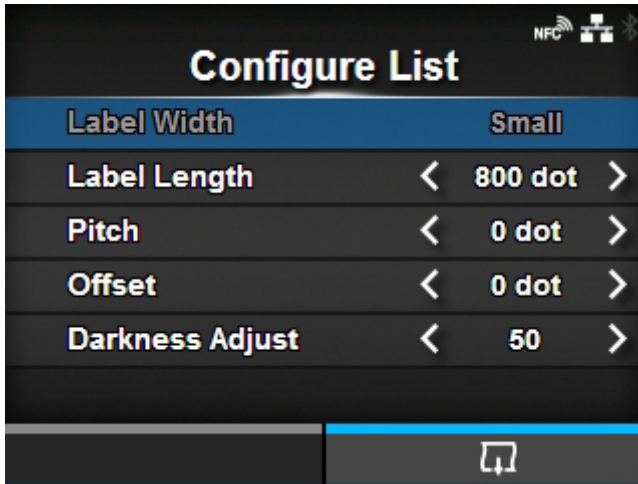 NFC
Configure List
Label Width Small
Label Length 800 dot
Pitch 0 dot
Offset 0 dot
Darkness Adjust 50